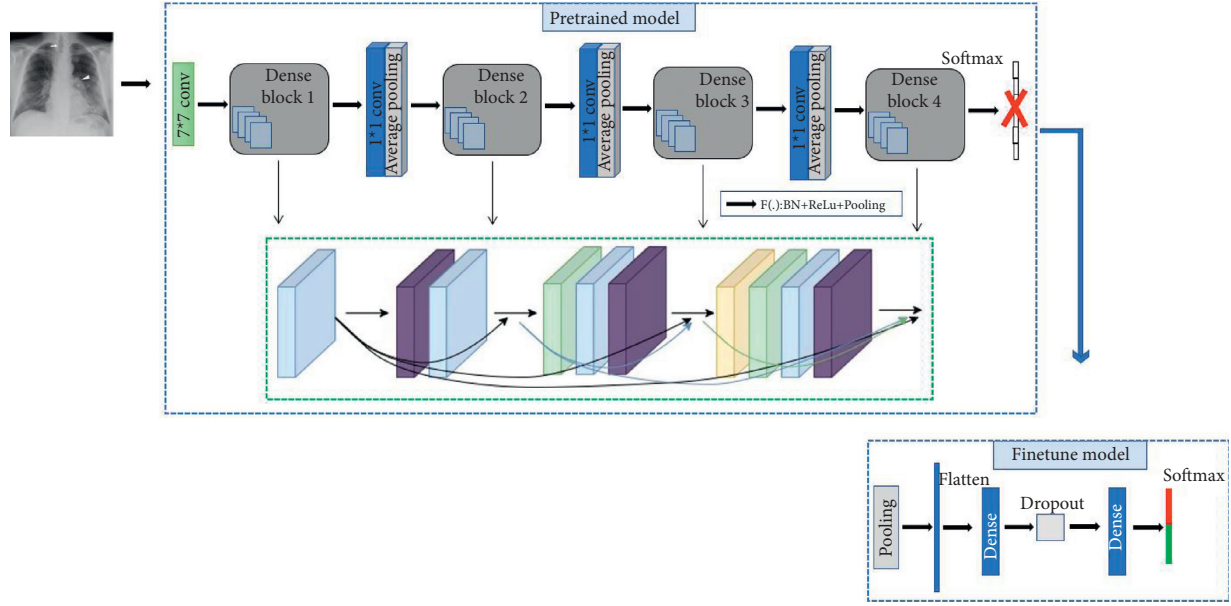 Pretrained model
7*7 conv
Dense
block 1
1*1 conv
Average pooling
Dense
block 2
1*1 conv
Average pooling
Dense
block 3
1*1 conv
Average pooling
Dense
block 4
Softmax
F(.):BN+ReLu+Pooling
Finetune model
Pooling
Flatten
Dense
Dropout
Dense
Softmax